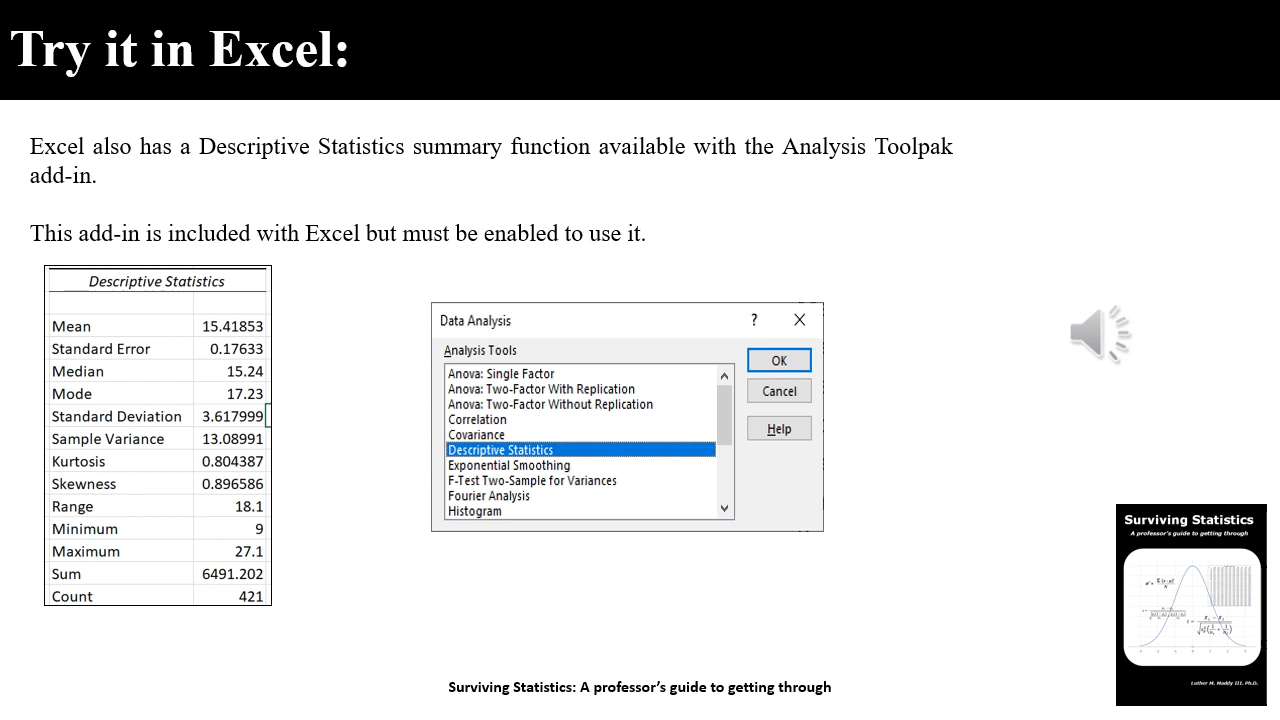 Try it in Excel:
Excel also has a Descriptive Statistics summary function available with the Analysis Toolpak
add-in.
This add-in is included with Excel but must be enabled to use it.
Descriptive Statistics
Mean 15.41853
Standard Error 0.17633
Median 15.24
Mode 17.23
Standard Deviation 3.617999
Sample Variance 13.08991
Kurtosis 0.804387
Skewness 0.896586
Range 18.1
Minimum 9
Maximum 27.1
Sum 6491.202
Count 421
Data Analysis ? X
Analysis Tools
Anova: Single Factor
Anova: Two-Factor With Replication
Anova: Two-Factor Without Replication
Correlation
Covariance
Descriptive Statistics
Exponential Smoothing
F-Test Two-Sample for Variances
Fourier Analysis
Histogram
OK
Cancel
Help
Surviving Statistics
A professor's guide to getting through
Luther M. Maddy III, Ph.D.
Surviving Statistics: A professor’s guide to getting through